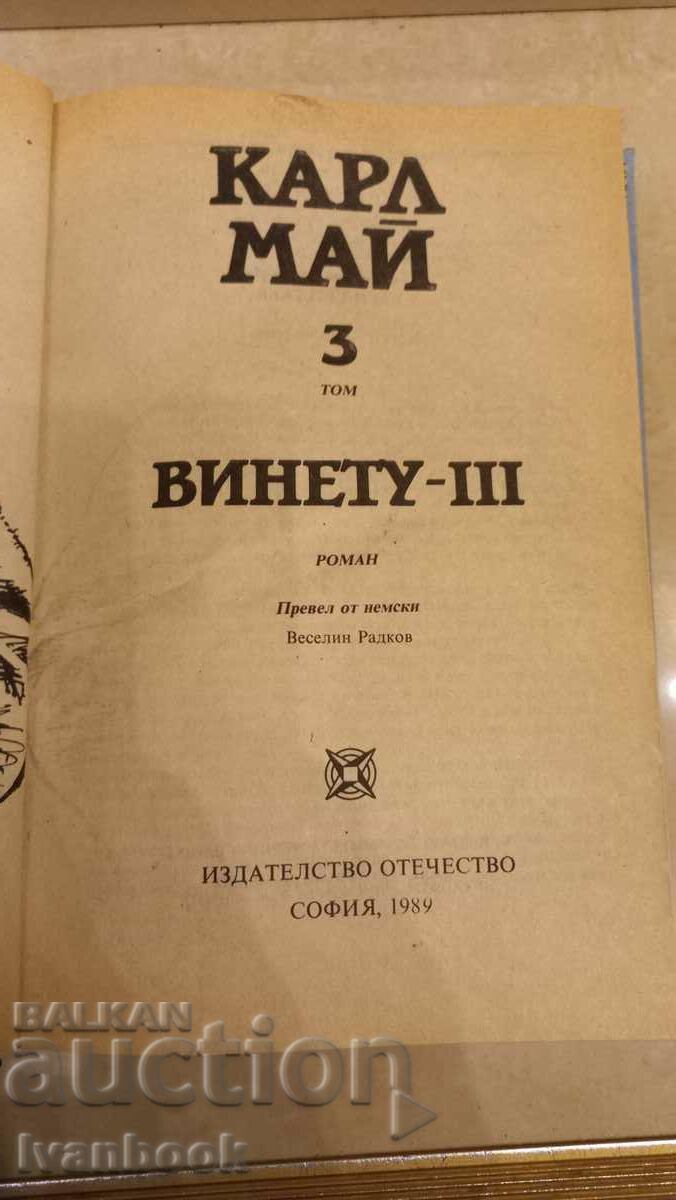 КАРЛ
МАЙ
3
ТОМ
ВИНЕТУ-III
РОМАН
Превел от немски
Веселин Радков
ИЗДАТЕЛСТВО ОТЕЧЕСТВО
СОФИЯ, 1989
BALKAN
auction
Ivanbook